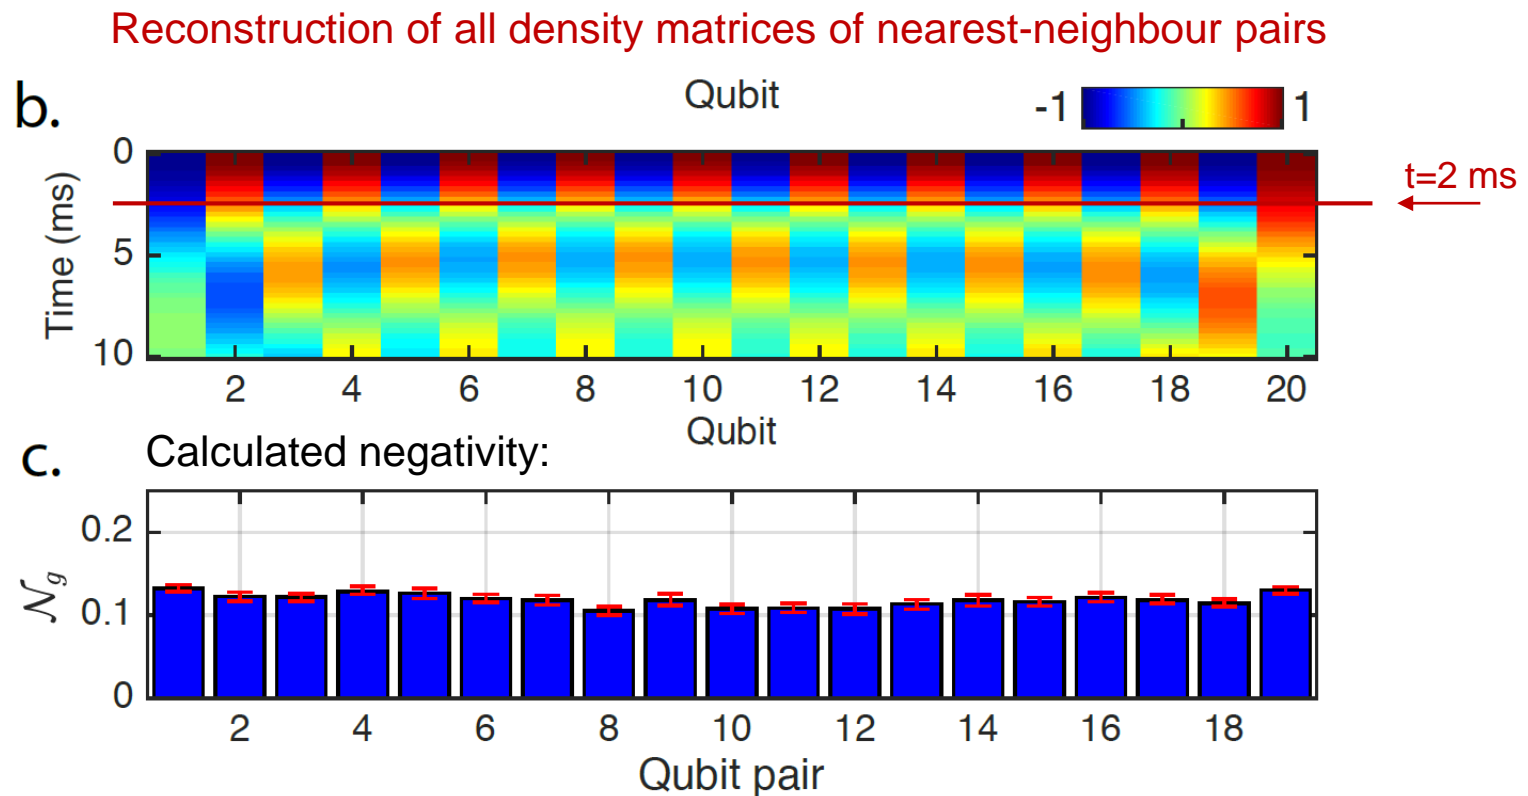 Reconstruction of all density matrices of nearest-neighbour pairs
b.
Qubit
-1 1
0
5
10
Time (ms)
t=2 ms
2 4 6 8 10 12 14 16 18 20
Qubit
c. Calculated negativity:
0.2
0.1
0
𝒩g
2 4 6 8 10 12 14 16 18
Qubit pair